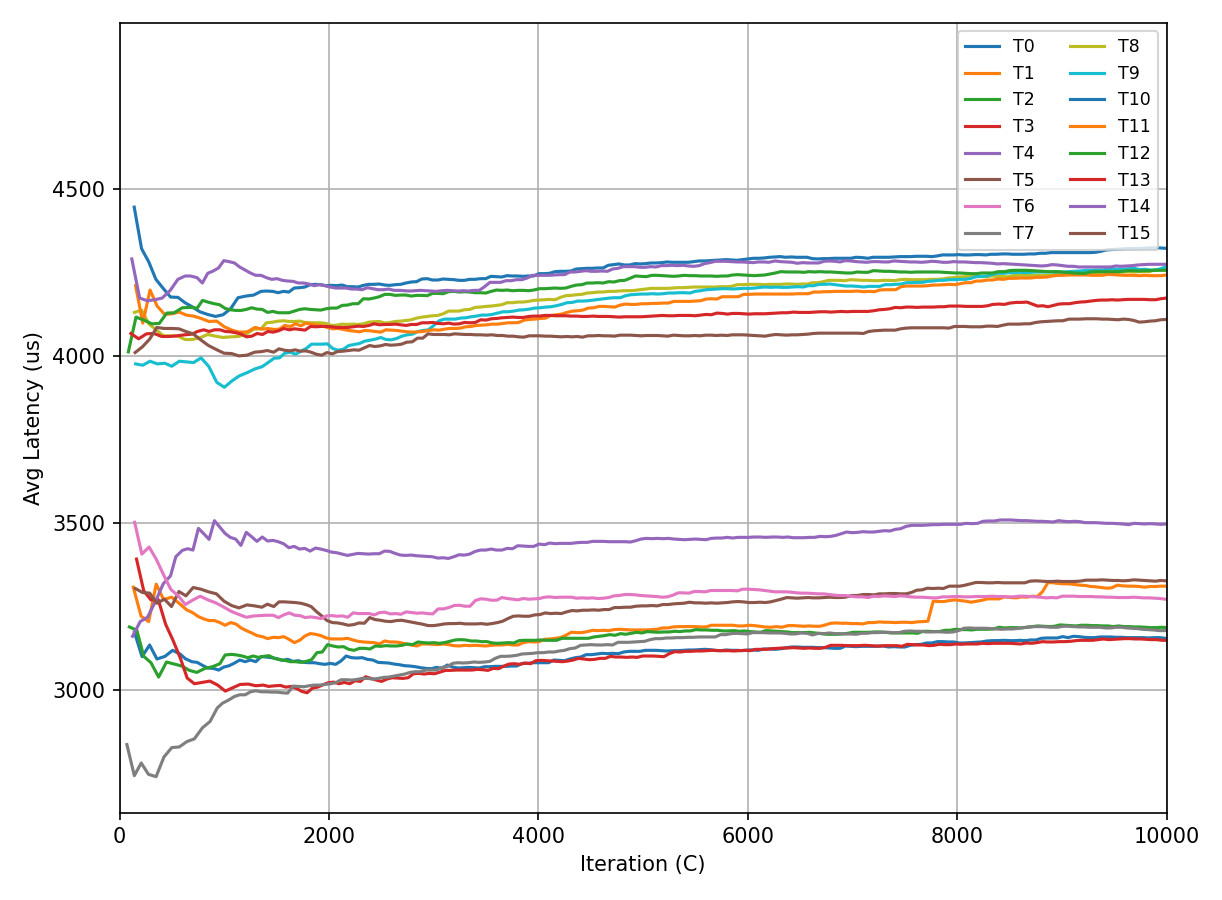 T0 T8
T1 T9
T2 T10
T3 T11
T4 T12
T5 T13
T6 T14
T7 T15
4500
4000
3500
3000
Avg Latency (us)
0 2000 4000 6000 8000 10000
Iteration (C)